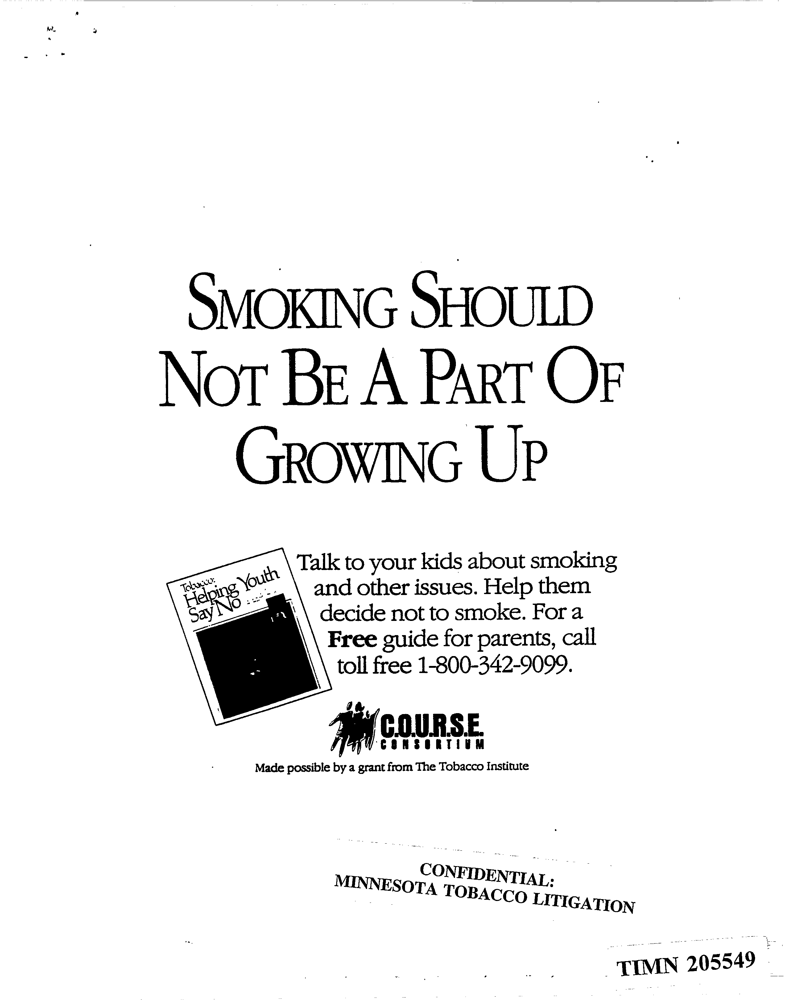 SMOKING SHOULD
NOT BE A PART OF
GROWING UP
Tobacco:
Helping Youth
Say No
Talk to your kids about smoking
and other issues. Help them
decide not to smoke. For a
Free guide for parents, call
toll free 1-800-342-9099.
C.O.U.R.S.E.
CONSORTIUM
Made possible by a grant from The Tobacco Institute
CONFIDENTIAL:
MINNESOTA TOBACCO LITIGATION
TIMN 205549